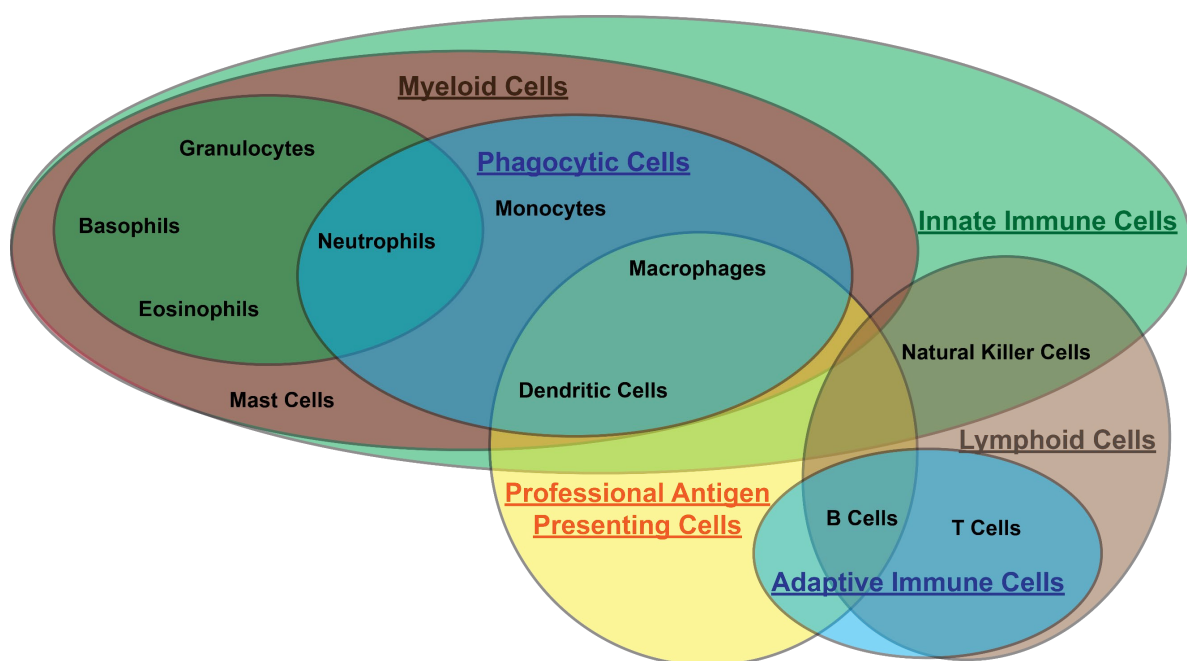 Myeloid Cells
Granulocytes
Phagocytic Cells
Monocytes
Basophils
Neutrophils
Innate Immune Cells
Macrophages
Eosinophils
Natural Killer Cells
Mast Cells
Dendritic Cells
Lymphoid Cells
Professional Antigen
Presenting Cells
B Cells
T Cells
Adaptive Immune Cells